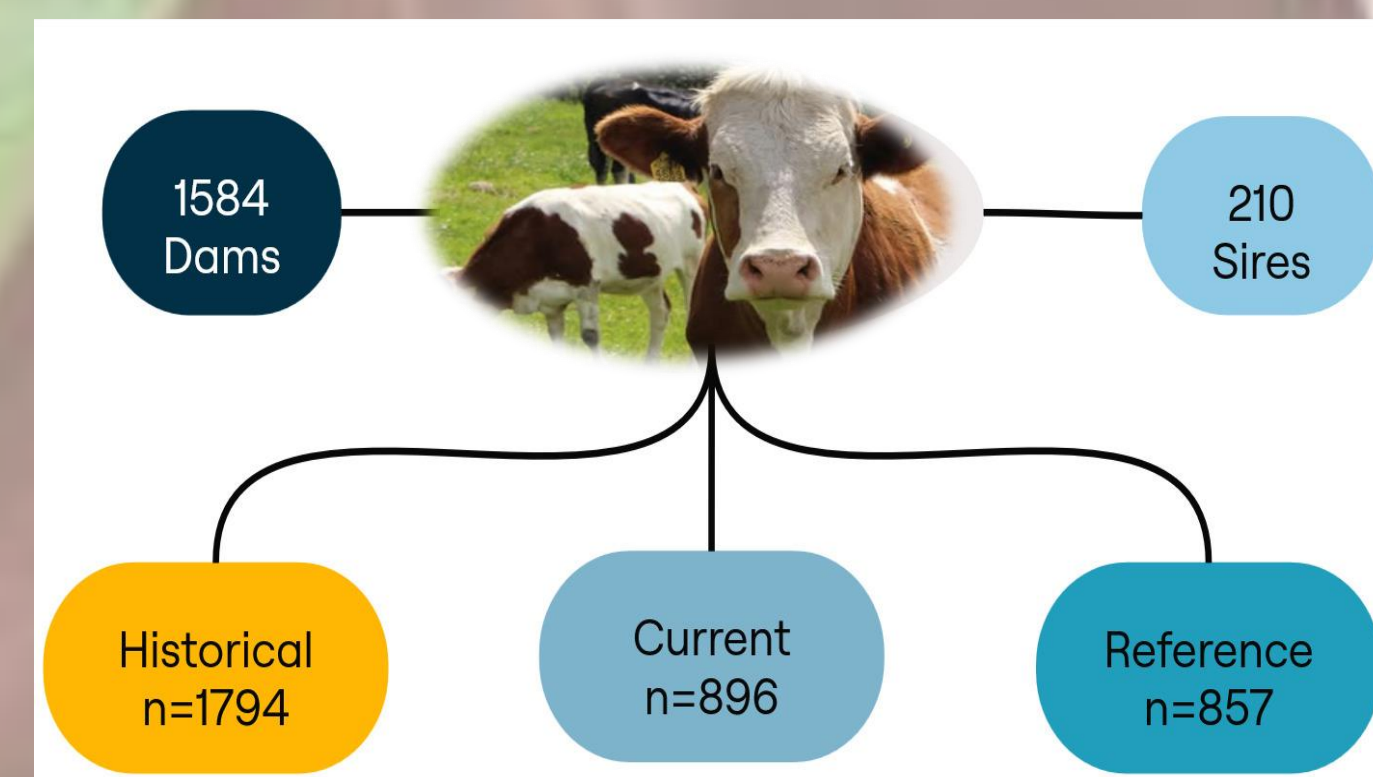 1584
Dams
210
Sires
Historical
n=1794
Current
n=896
Reference
n=857